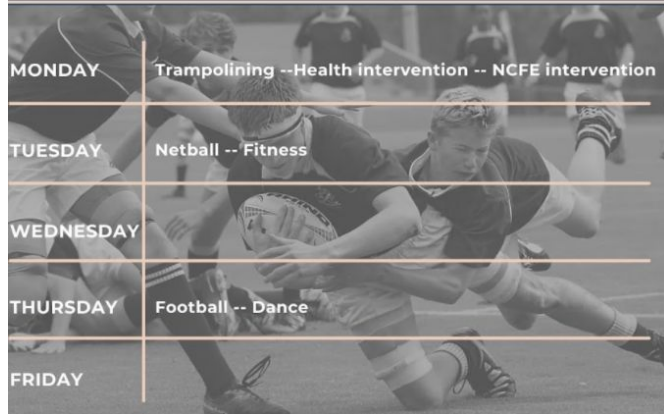 MONDAY Trampolining --Health intervention -- NCFE intervention
TUESDAY Netball -- Fitness
WEDNESDAY
THURSDAY Football -- Dance
FRIDAY